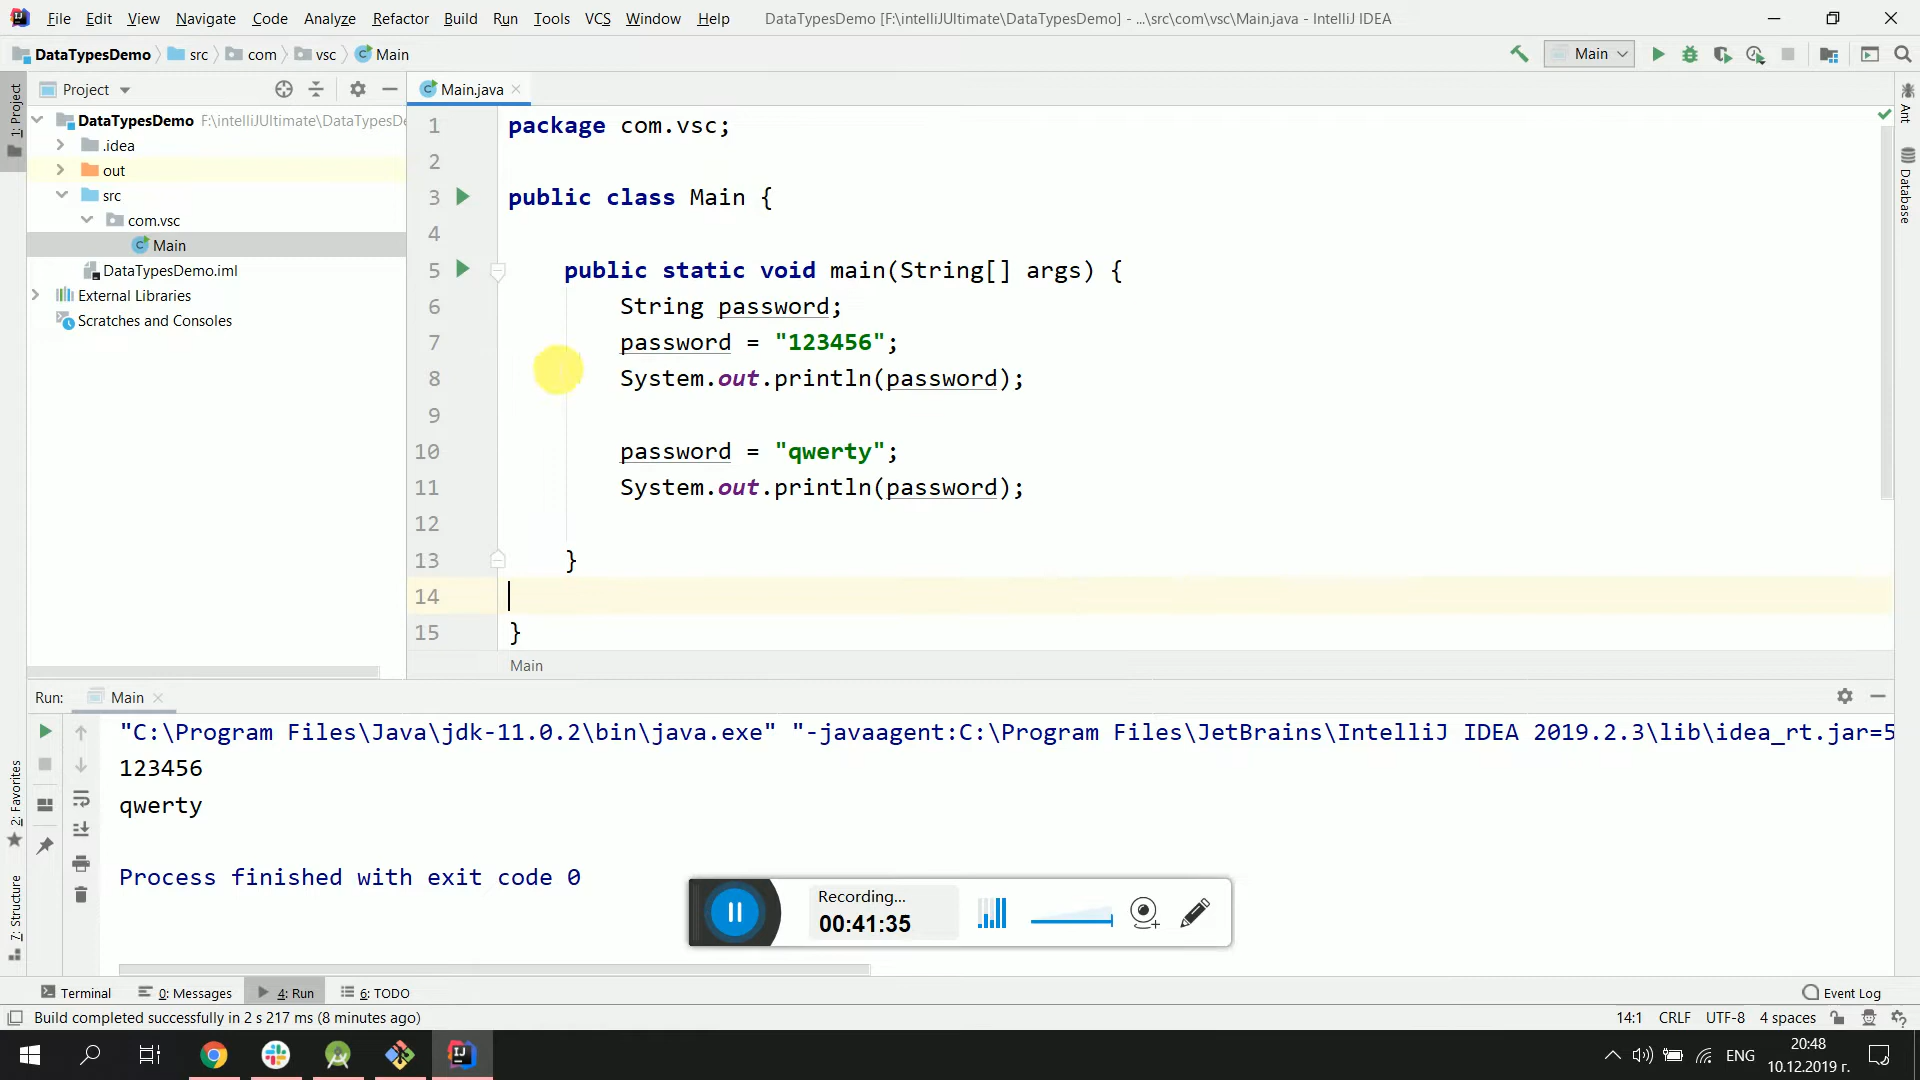 File Edit View Navigate Code Analyze Refactor Build Run Tools VCS Window Help DataTypesDemo [F:\intelliJUltimate\DataTypesDemo] - ...\src\com\vsc\Main.java - IntelliJ IDEA
DataTypesDemo src com vsc Main Main
Project Main.java
1: Project
DataTypesDemo F:\intelliJUltimate\DataTypesDe
.idea
out
src
com.vsc
Main
DataTypesDemo.iml
External Libraries
Scratches and Consoles
1 package com.vsc;
2
3 public class Main {
4
5 public static void main(String[] args) {
6 String password;
7 password = "123456";
8 System.out.println(password);
9
10 password = "qwerty";
11 System.out.println(password);
12
13 }
14
15 }
Main
Ant
Database
Run: Main
"C:\Program Files\Java\jdk-11.0.2\bin\java.exe" "-javaagent:C:\Program Files\JetBrains\IntelliJ IDEA 2019.2.3\lib\idea_rt.jar=5
123456
qwerty
Process finished with exit code 0
2: Favorites
7: Structure
Recording...
00:41:35
Terminal 0: Messages 4: Run 6: TODO Event Log
Build completed successfully in 2 s 217 ms (8 minutes ago) 14:1 CRLF UTF-8 4 spaces
ENG
20:48
10.12.2019 г.